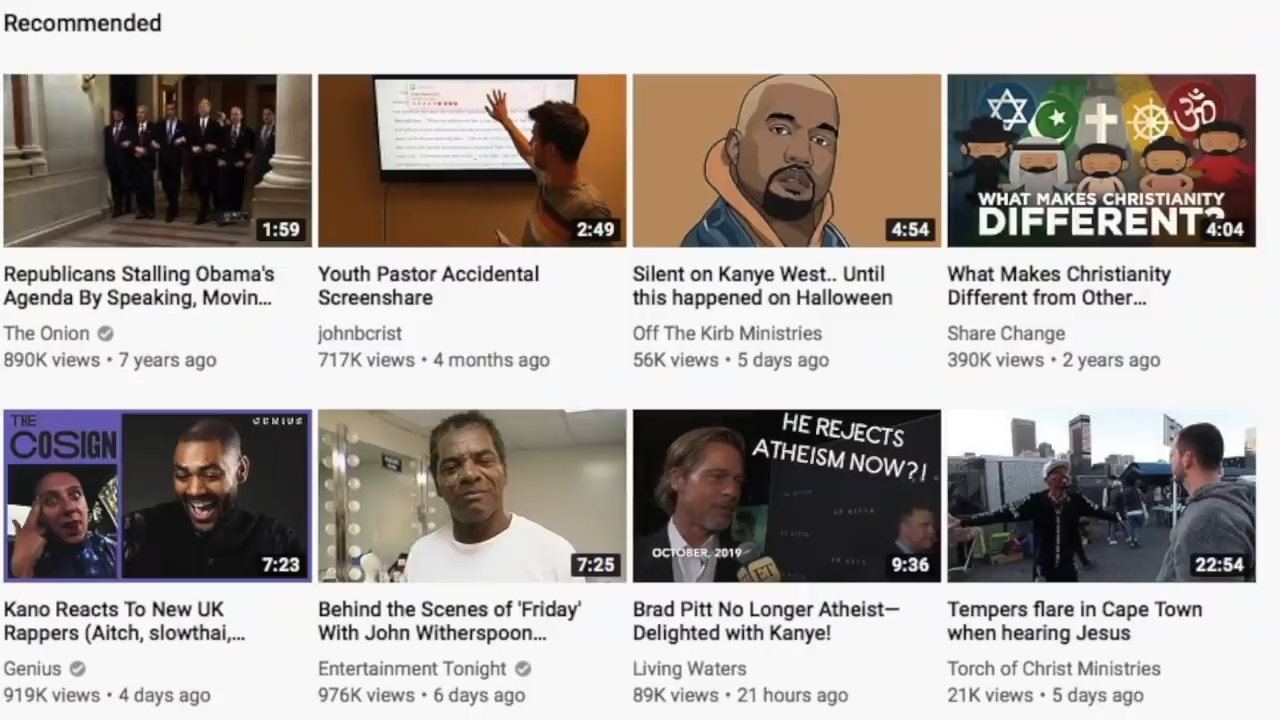 Recommended
1:59
2:49
4:54
WHAT MAKES CHRISTIANITY
DIFFERENT?
4:04
Republicans Stalling Obama's
Agenda By Speaking, Movin...
The Onion
890K views • 7 years ago
Youth Pastor Accidental
Screenshare
johnbcrist
717K views • 4 months ago
Silent on Kanye West.. Until
this happened on Halloween
Off The Kirb Ministries
56K views • 5 days ago
What Makes Christianity
Different from Other...
Share Change
390K views • 2 years ago
THE
COSIGN
GENIUS
7:23
7:25
HE REJECTS
ATHEISM NOW?!
OCTOBER, 2019
ET
9:36
22:54
Kano Reacts To New UK
Rappers (Aitch, slowthai,...
Genius
919K views • 4 days ago
Behind the Scenes of 'Friday'
With John Witherspoon...
Entertainment Tonight
976K views • 6 days ago
Brad Pitt No Longer Atheist—
Delighted with Kanye!
Living Waters
89K views • 21 hours ago
Tempers flare in Cape Town
when hearing Jesus
Torch of Christ Ministries
21K views • 5 days ago